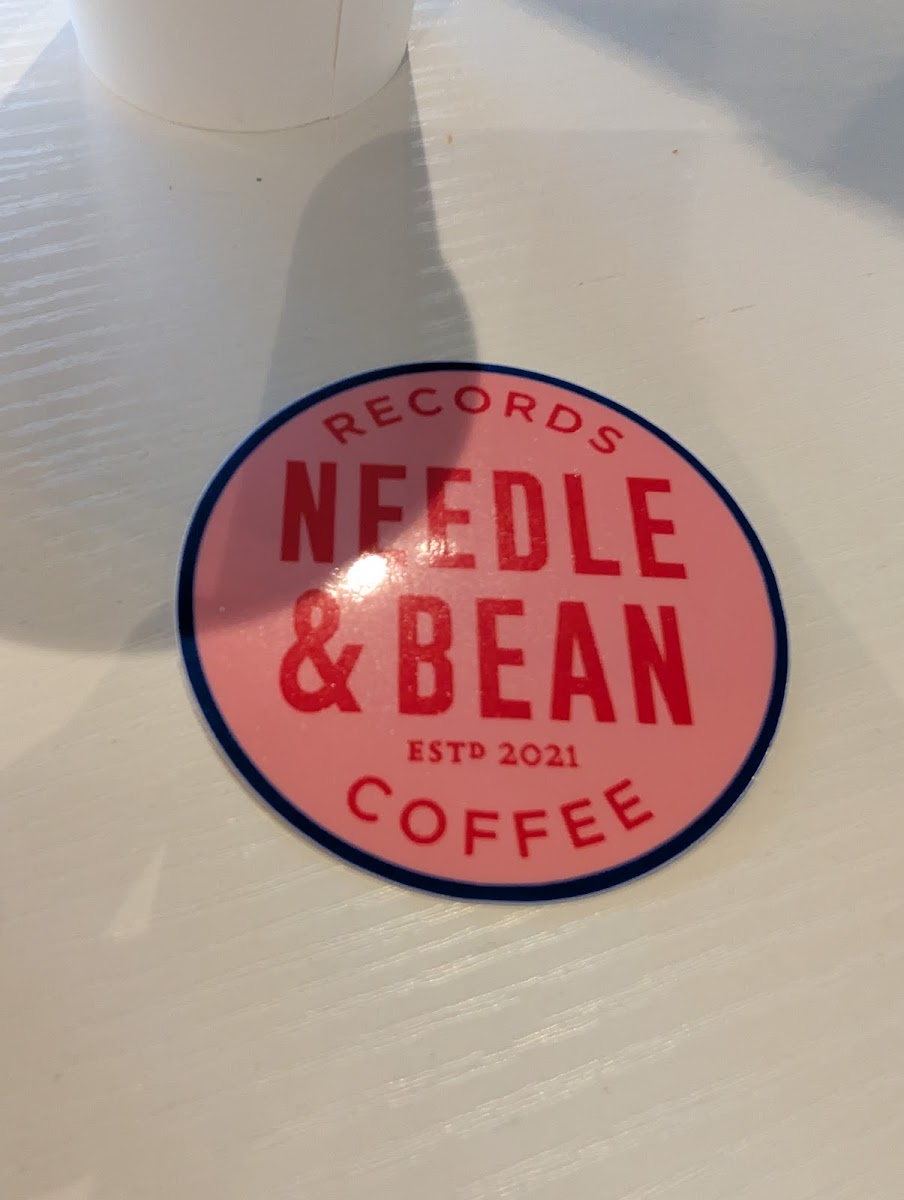 RECORDS
NEEDLE
& BEAN
ESTD 2021
COFFEE